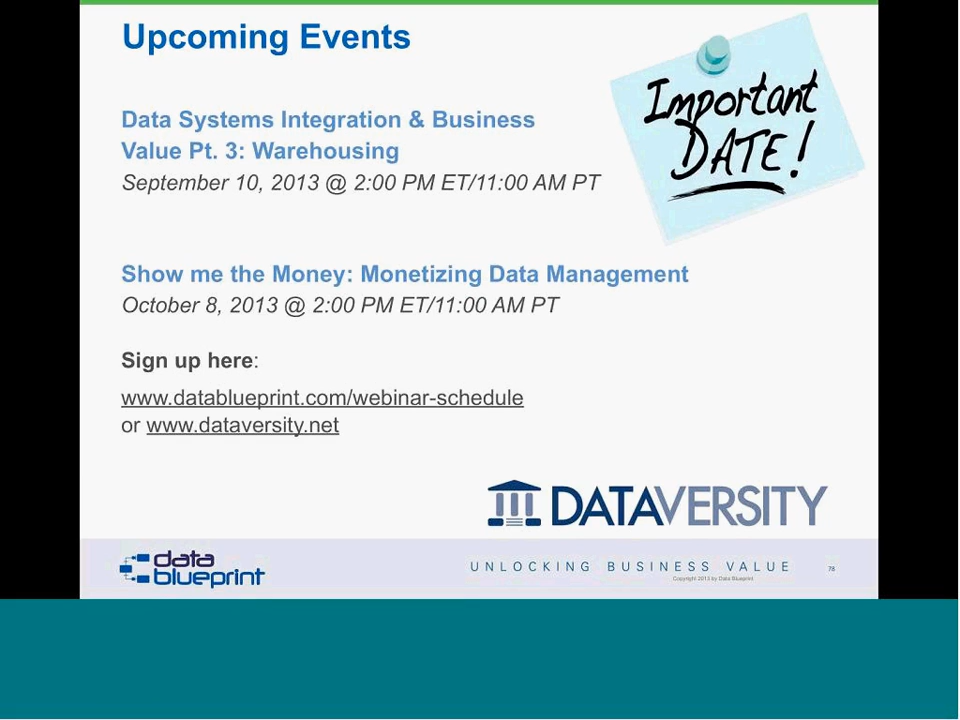 Upcoming Events
Important
DATE!
Data Systems Integration & Business
Value Pt. 3: Warehousing
September 10, 2013 @ 2:00 PM ET/11:00 AM PT
Show me the Money: Monetizing Data Management
October 8, 2013 @ 2:00 PM ET/11:00 AM PT
Sign up here:
www.datablueprint.com/webinar-schedule
or www.dataversity.net
DATAVERSITY
data
blueprint
UNLOCKING BUSINESS VALUE
78
Copyright 2013 by Data Blueprint